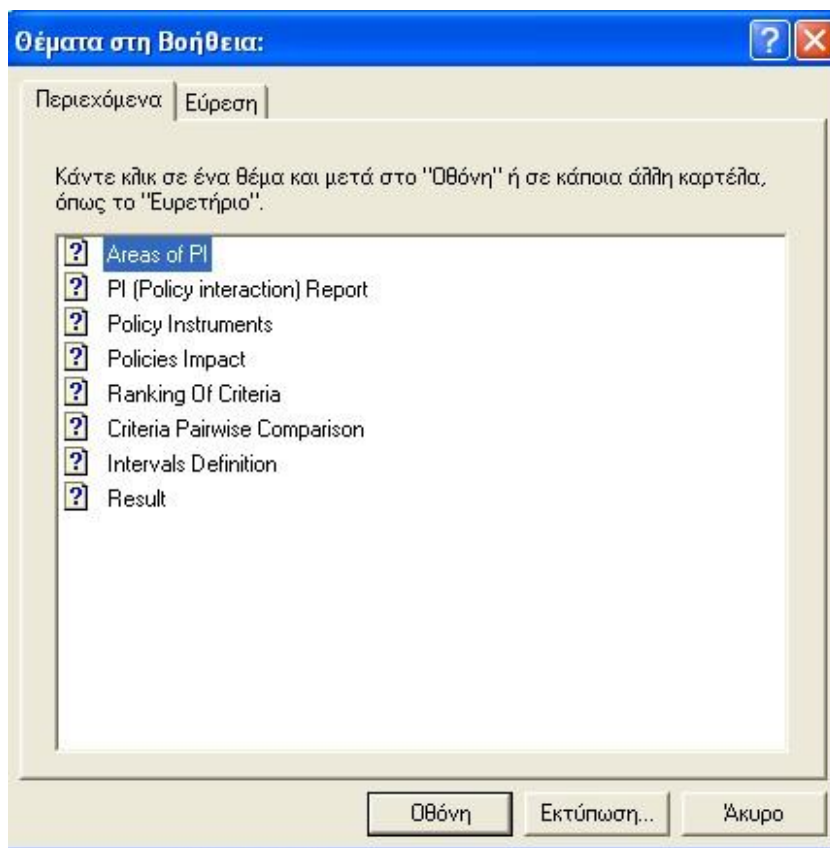 Θέματα στη Βοήθεια:
Περιεχόμενα Εύρεση
Κάντε κλικ σε ένα θέμα και μετά στο "Οθόνη" ή σε κάποια άλλη καρτέλα,
όπως το "Ευρετήριο".
Areas of PI
PI (Policy interaction) Report
Policy Instruments
Policies Impact
Ranking Of Criteria
Criteria Pairwise Comparison
Intervals Definition
Result
Οθόνη Εκτύπωση... Άκυρο